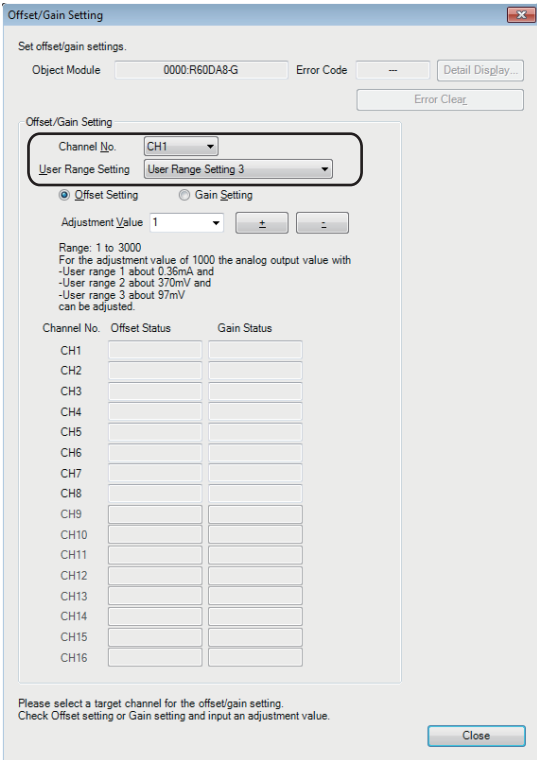 Offset/Gain Setting
Set offset/gain settings.
Object Module 0000:R60DA8-G Error Code --- Detail Display...
Error Clear
Offset/Gain Setting
Channel No. CH1
User Range Setting User Range Setting 3
Offset Setting Gain Setting
Adjustment Value 1 + -
Range: 1 to 3000
For the adjustment value of 1000 the analog output value with
-User range 1 about 0.36mA and
-User range 2 about 370mV and
-User range 3 about 97mV
can be adjusted.
Channel No. Offset Status Gain Status
CH1
CH2
CH3
CH4
CH5
CH6
CH7
CH8
CH9
CH10
CH11
CH12
CH13
CH14
CH15
CH16
Please select a target channel for the offset/gain setting.
Check Offset setting or Gain setting and input an adjustment value.
Close